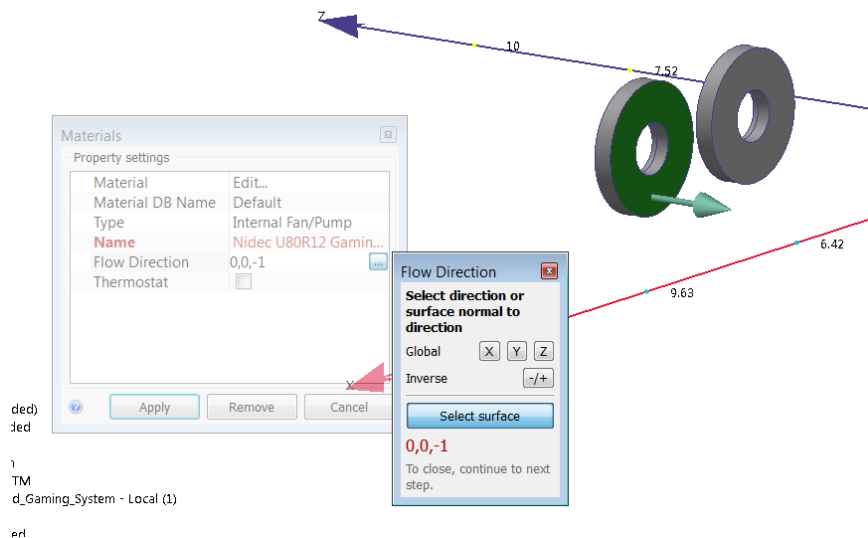 Z
10
7.52
Materials
Property settings
Material Edit...
Material DB Name Default
Type Internal Fan/Pump
Name Nidec U80R12 Gamin...
Flow Direction 0,0,-1 ...
Thermostat
6.42
9.63
Flow Direction
Select direction or
surface normal to
direction
Global X Y Z
Inverse -/+
Select surface
0,0,-1
To close, continue to next
step.
X
? Apply Remove Cancel
ded)
ded
TM
d_Gaming_System - Local (1)
ed